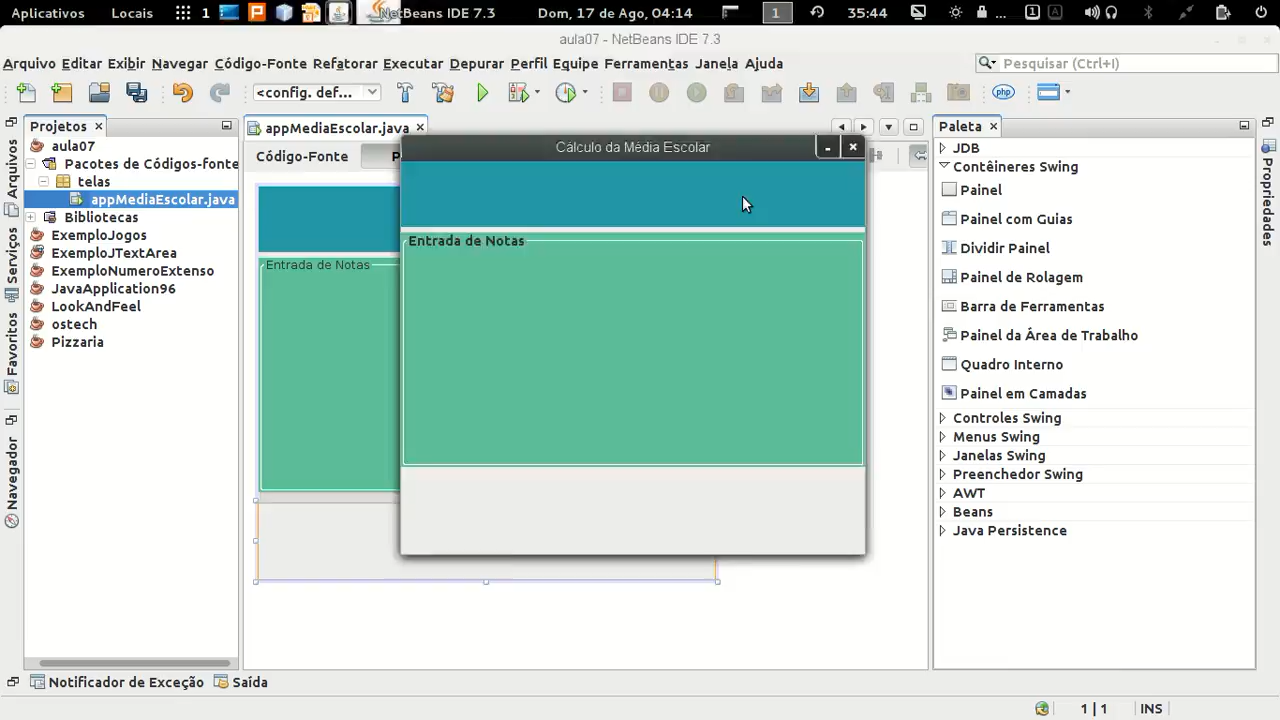 Aplicativos Locais 1 NetBeans IDE 7.3 Dom, 17 de Ago, 04:14 1 35:44 1 A
aula07 - NetBeans IDE 7.3
Arquivo Editar Exibir Navegar Código-Fonte Refatorar Executar Depurar Perfil Equipe Ferramentas Janela Ajuda
Pesquisar (Ctrl+I)
<config. def... php
Projetos
aula07
Pacotes de Códigos-fonte
telas
appMediaEscolar.java
Bibliotecas
ExemploJogos
ExemploJTextArea
ExemploNumeroExtenso
JavaApplication96
LookAndFeel
ostech
Pizzaria
Arquivos
Serviços
Favoritos
Navegador
appMediaEscolar.java
Código-Fonte
Entrada de Notas
Cálculo da Média Escolar
Entrada de Notas
Paleta
JDB
Contêineres Swing
Painel
Painel com Guias
Dividir Painel
Painel de Rolagem
Barra de Ferramentas
Painel da Área de Trabalho
Quadro Interno
Painel em Camadas
Controles Swing
Menus Swing
Janelas Swing
Preenchedor Swing
AWT
Beans
Java Persistence
Propriedades
Notificador de Exceção Saída
1 | 1 INS